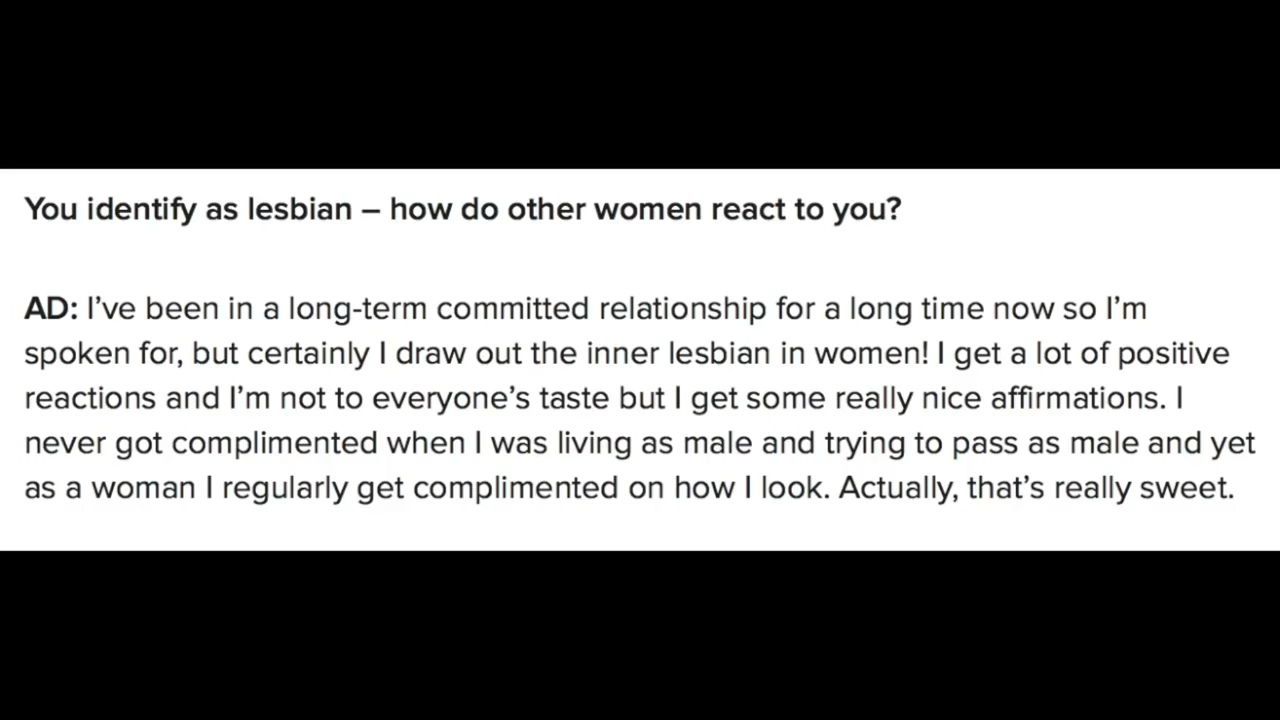 You identify as lesbian – how do other women react to you?
AD: I’ve been in a long-term committed relationship for a long time now so I’m
spoken for, but certainly I draw out the inner lesbian in women! I get a lot of positive
reactions and I’m not to everyone’s taste but I get some really nice affirmations. I
never got complimented when I was living as male and trying to pass as male and yet
as a woman I regularly get complimented on how I look. Actually, that’s really sweet.